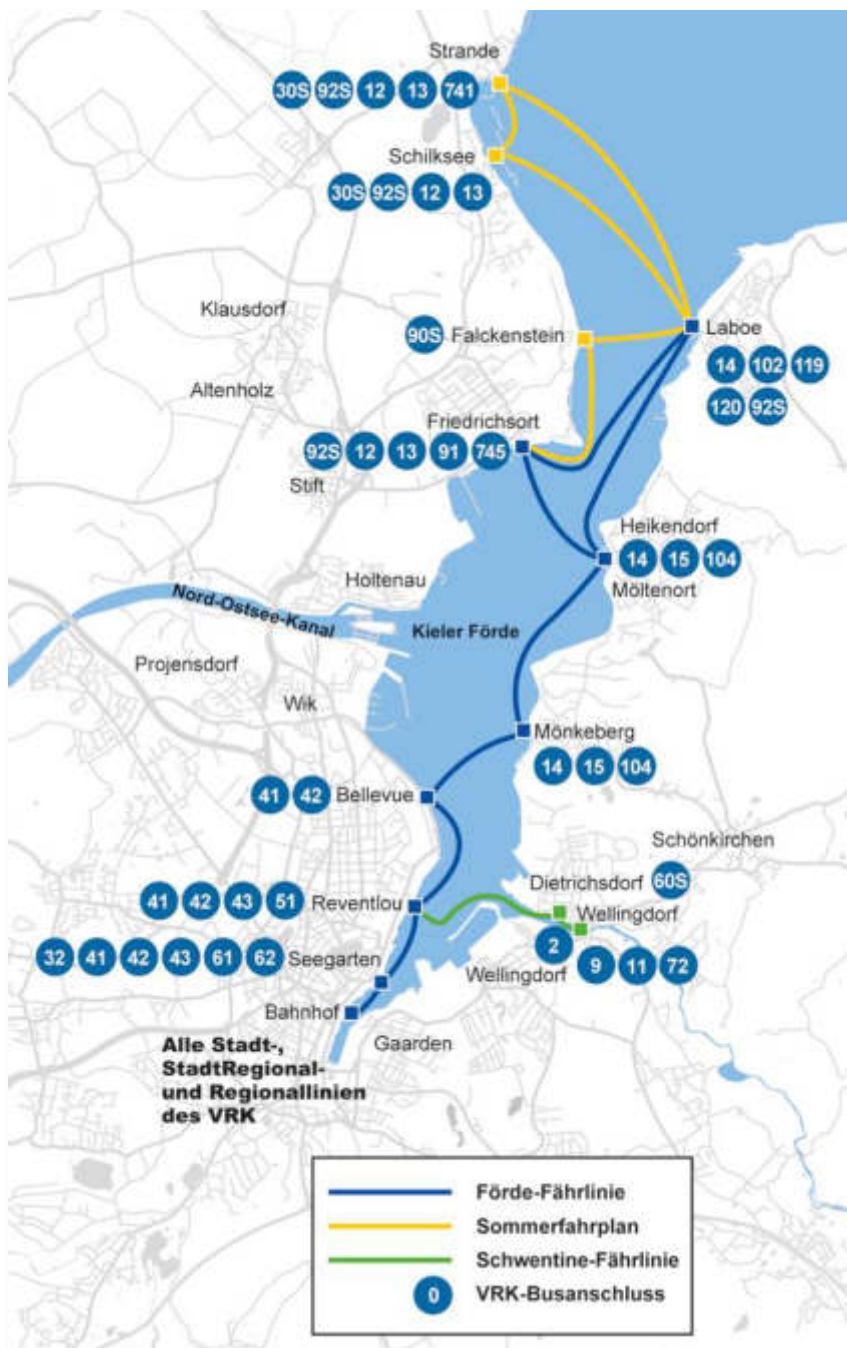 Strande
30S 92S 12 13 741
Schilksee
30S 92S 12 13
Klausdorf
90S Falckenstein
Laboe
14 102 119
120 92S
Altenholz
Friedrichsort
92S 12 13 91 745
Stift
Heikendorf
14 15 104
Möltenort
Holtenau
Nord-Ostsee-Kanal
Kieler Förde
Projensdorf
Wik
Mönkeberg
14 15 104
41 42 Bellevue
Schönkirchen
Dietrichsdorf 60S
41 42 43 51 Reventlou
Wellingdorf
2
32 41 42 43 61 62 Seegarten
9 11 72
Wellingdorf
Bahnhof
Gaarden
Alle Stadt-,
StadtRegional-
und Regionallinien
des VRK
Förde-Fährlinie
Sommerfahrplan
Schwentine-Fährlinie
0 VRK-Busanschluss